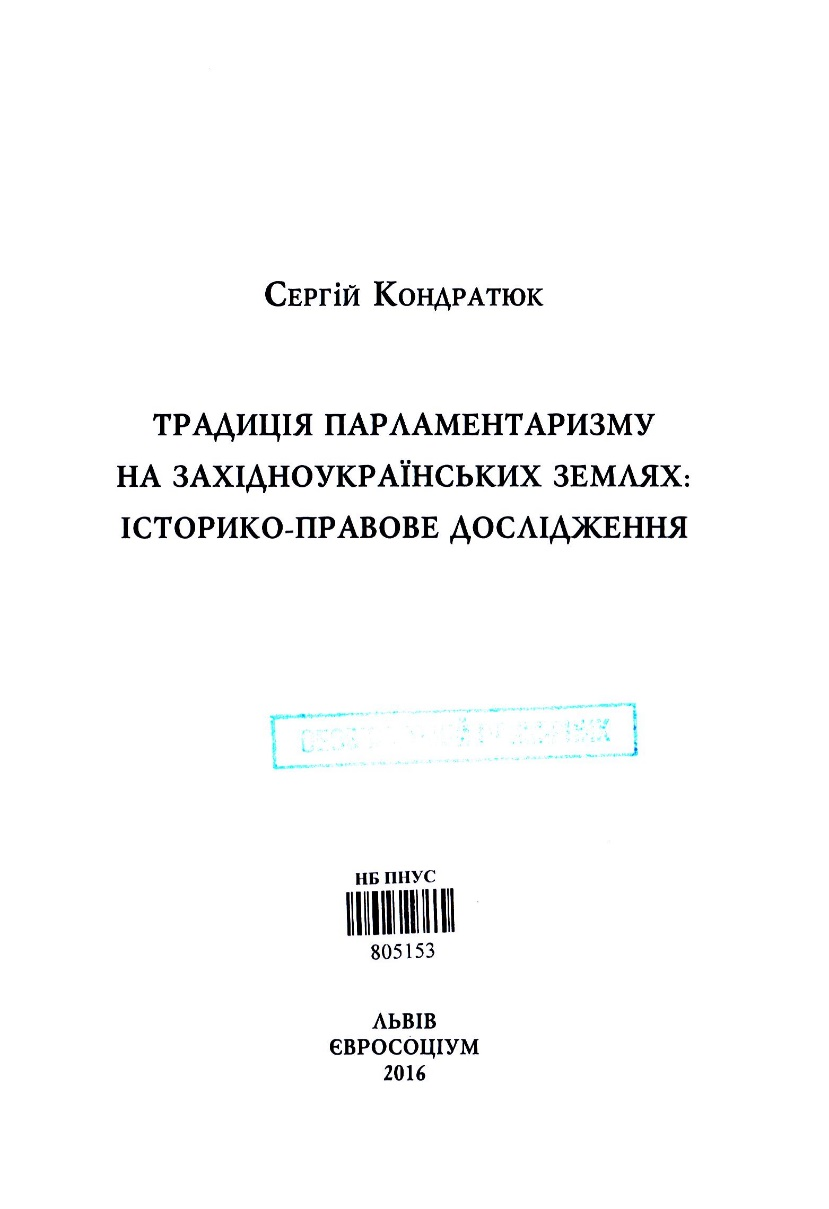 Сергій Кондратюк
ТРАДИЦІЯ ПАРЛАМЕНТАРИЗМУ
НА ЗАХІДНОУКРАЇНСЬКИХ ЗЕМЛЯХ:
ІСТОРИКО-ПРАВОВЕ ДОСЛІДЖЕННЯ
НБ ПНУС
805153
ЛЬВІВ
ЄВРОСОЦІУМ
2016